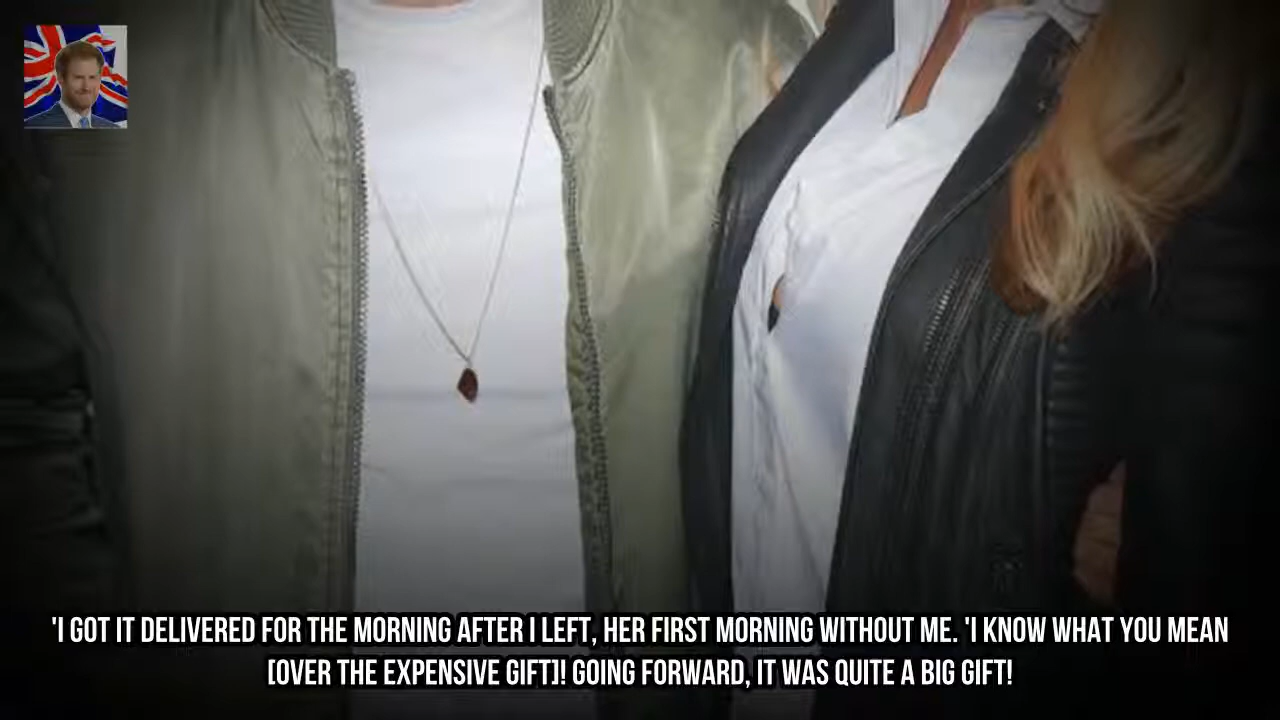 'I GOT IT DELIVERED FOR THE MORNING AFTER I LEFT, HER FIRST MORNING WITHOUT ME. 'I KNOW WHAT YOU MEAN
[OVER THE EXPENSIVE GIFT]! GOING FORWARD, IT WAS QUITE A BIG GIFT!